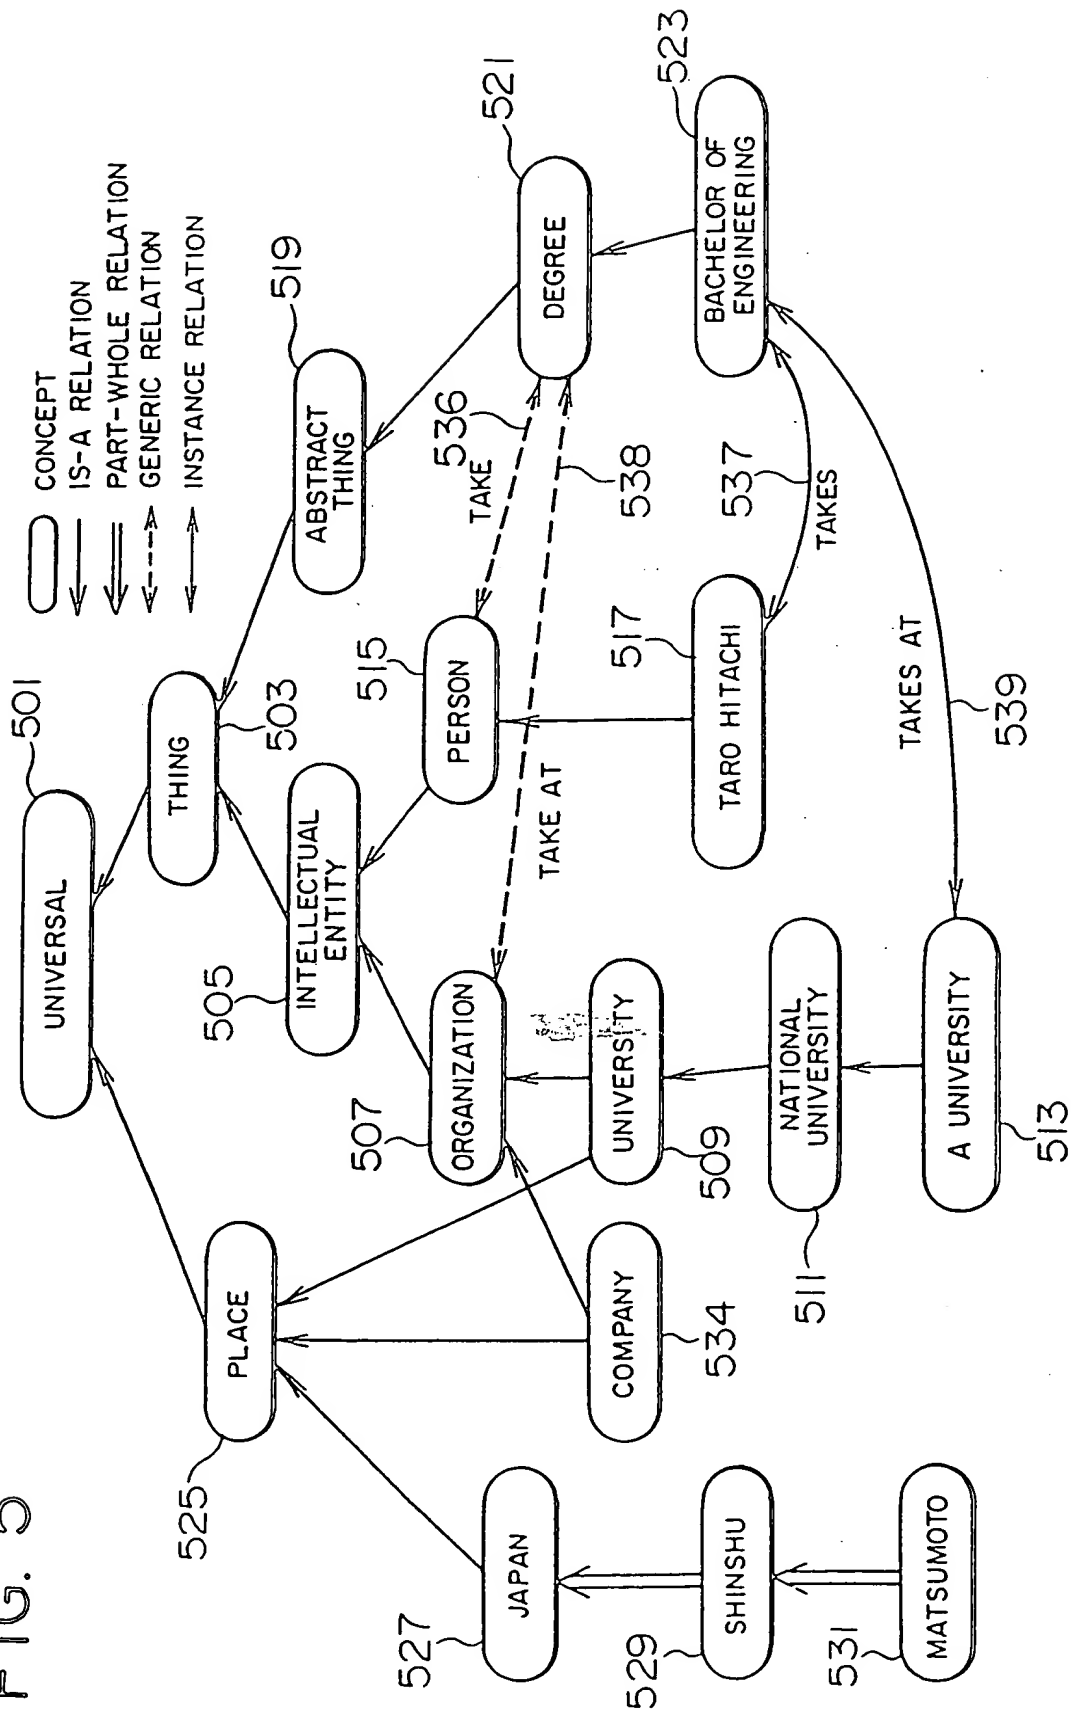 FIG. 5
CONCEPT
IS-A RELATION
PART-WHOLE RELATION
GENERIC RELATION
INSTANCE RELATION
501
UNIVERSAL
THING
503
525
PLACE
505
INTELLECTUAL
ENTITY
519
ABSTRACT
THING
507
ORGANIZATION
515
PERSON
TAKE
536
521
DEGREE
TAKE AT
538
527
JAPAN
COMPANY
534
UNIVERSITY
509
517
TARO HITACHI
537
TAKES
523
BACHELOR OF
ENGINEERING
529
SHINSHU
511
NATIONAL
UNIVERSITY
531
MATSUMOTO
A UNIVERSITY
513
TAKES AT
539